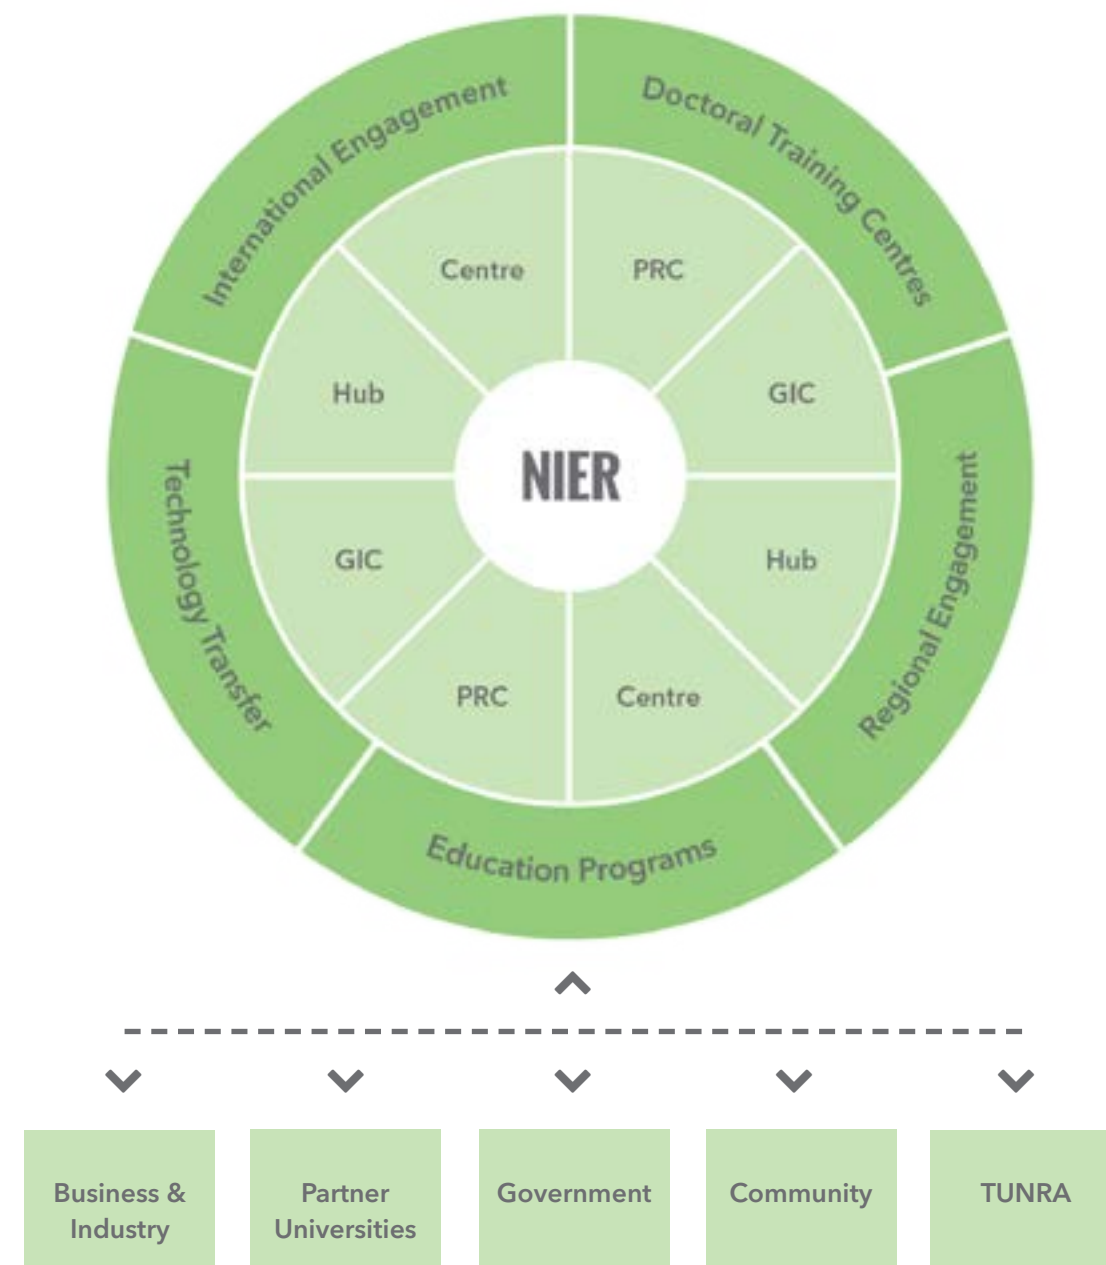 International Engagement
Doctoral Training Centres
Centre
PRC
Hub
GIC
NIER
Technology Transfer
Regional Engagement
GIC
Hub
PRC
Centre
Education Programs
Business &
Industry
Partner
Universities
Government
Community
TUNRA